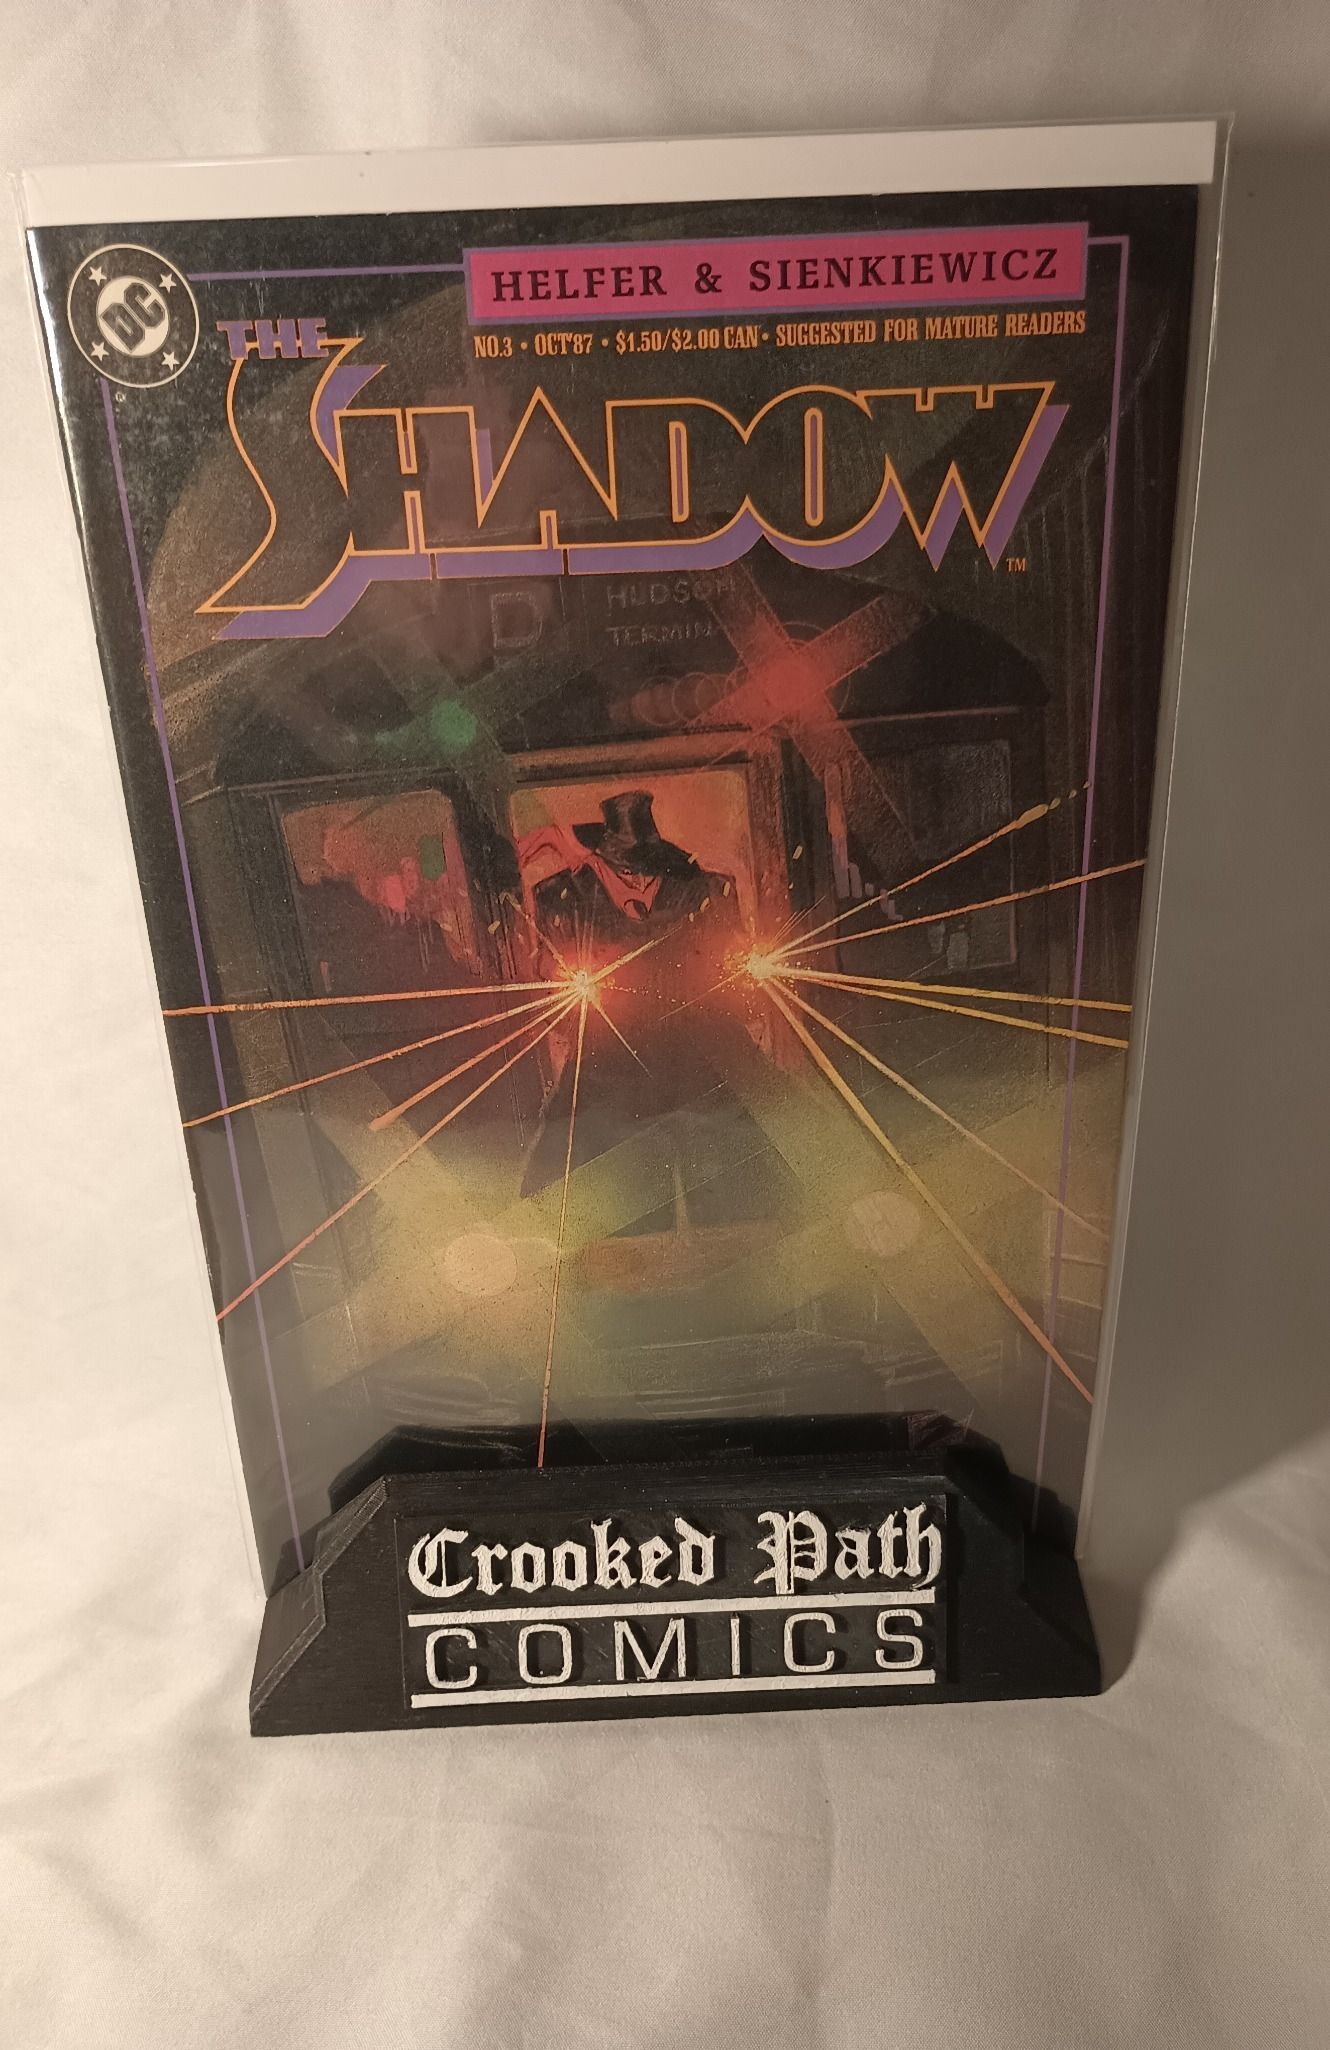 DC
HELFER & SIENKIEWICZ
NO.3 • OCT'87 • $1.50/$2.00 CAN • SUGGESTED FOR MATURE READERS
THE
SHADOW
TM
D
HUDSON
TERMIN
Crooked Path
COMICS